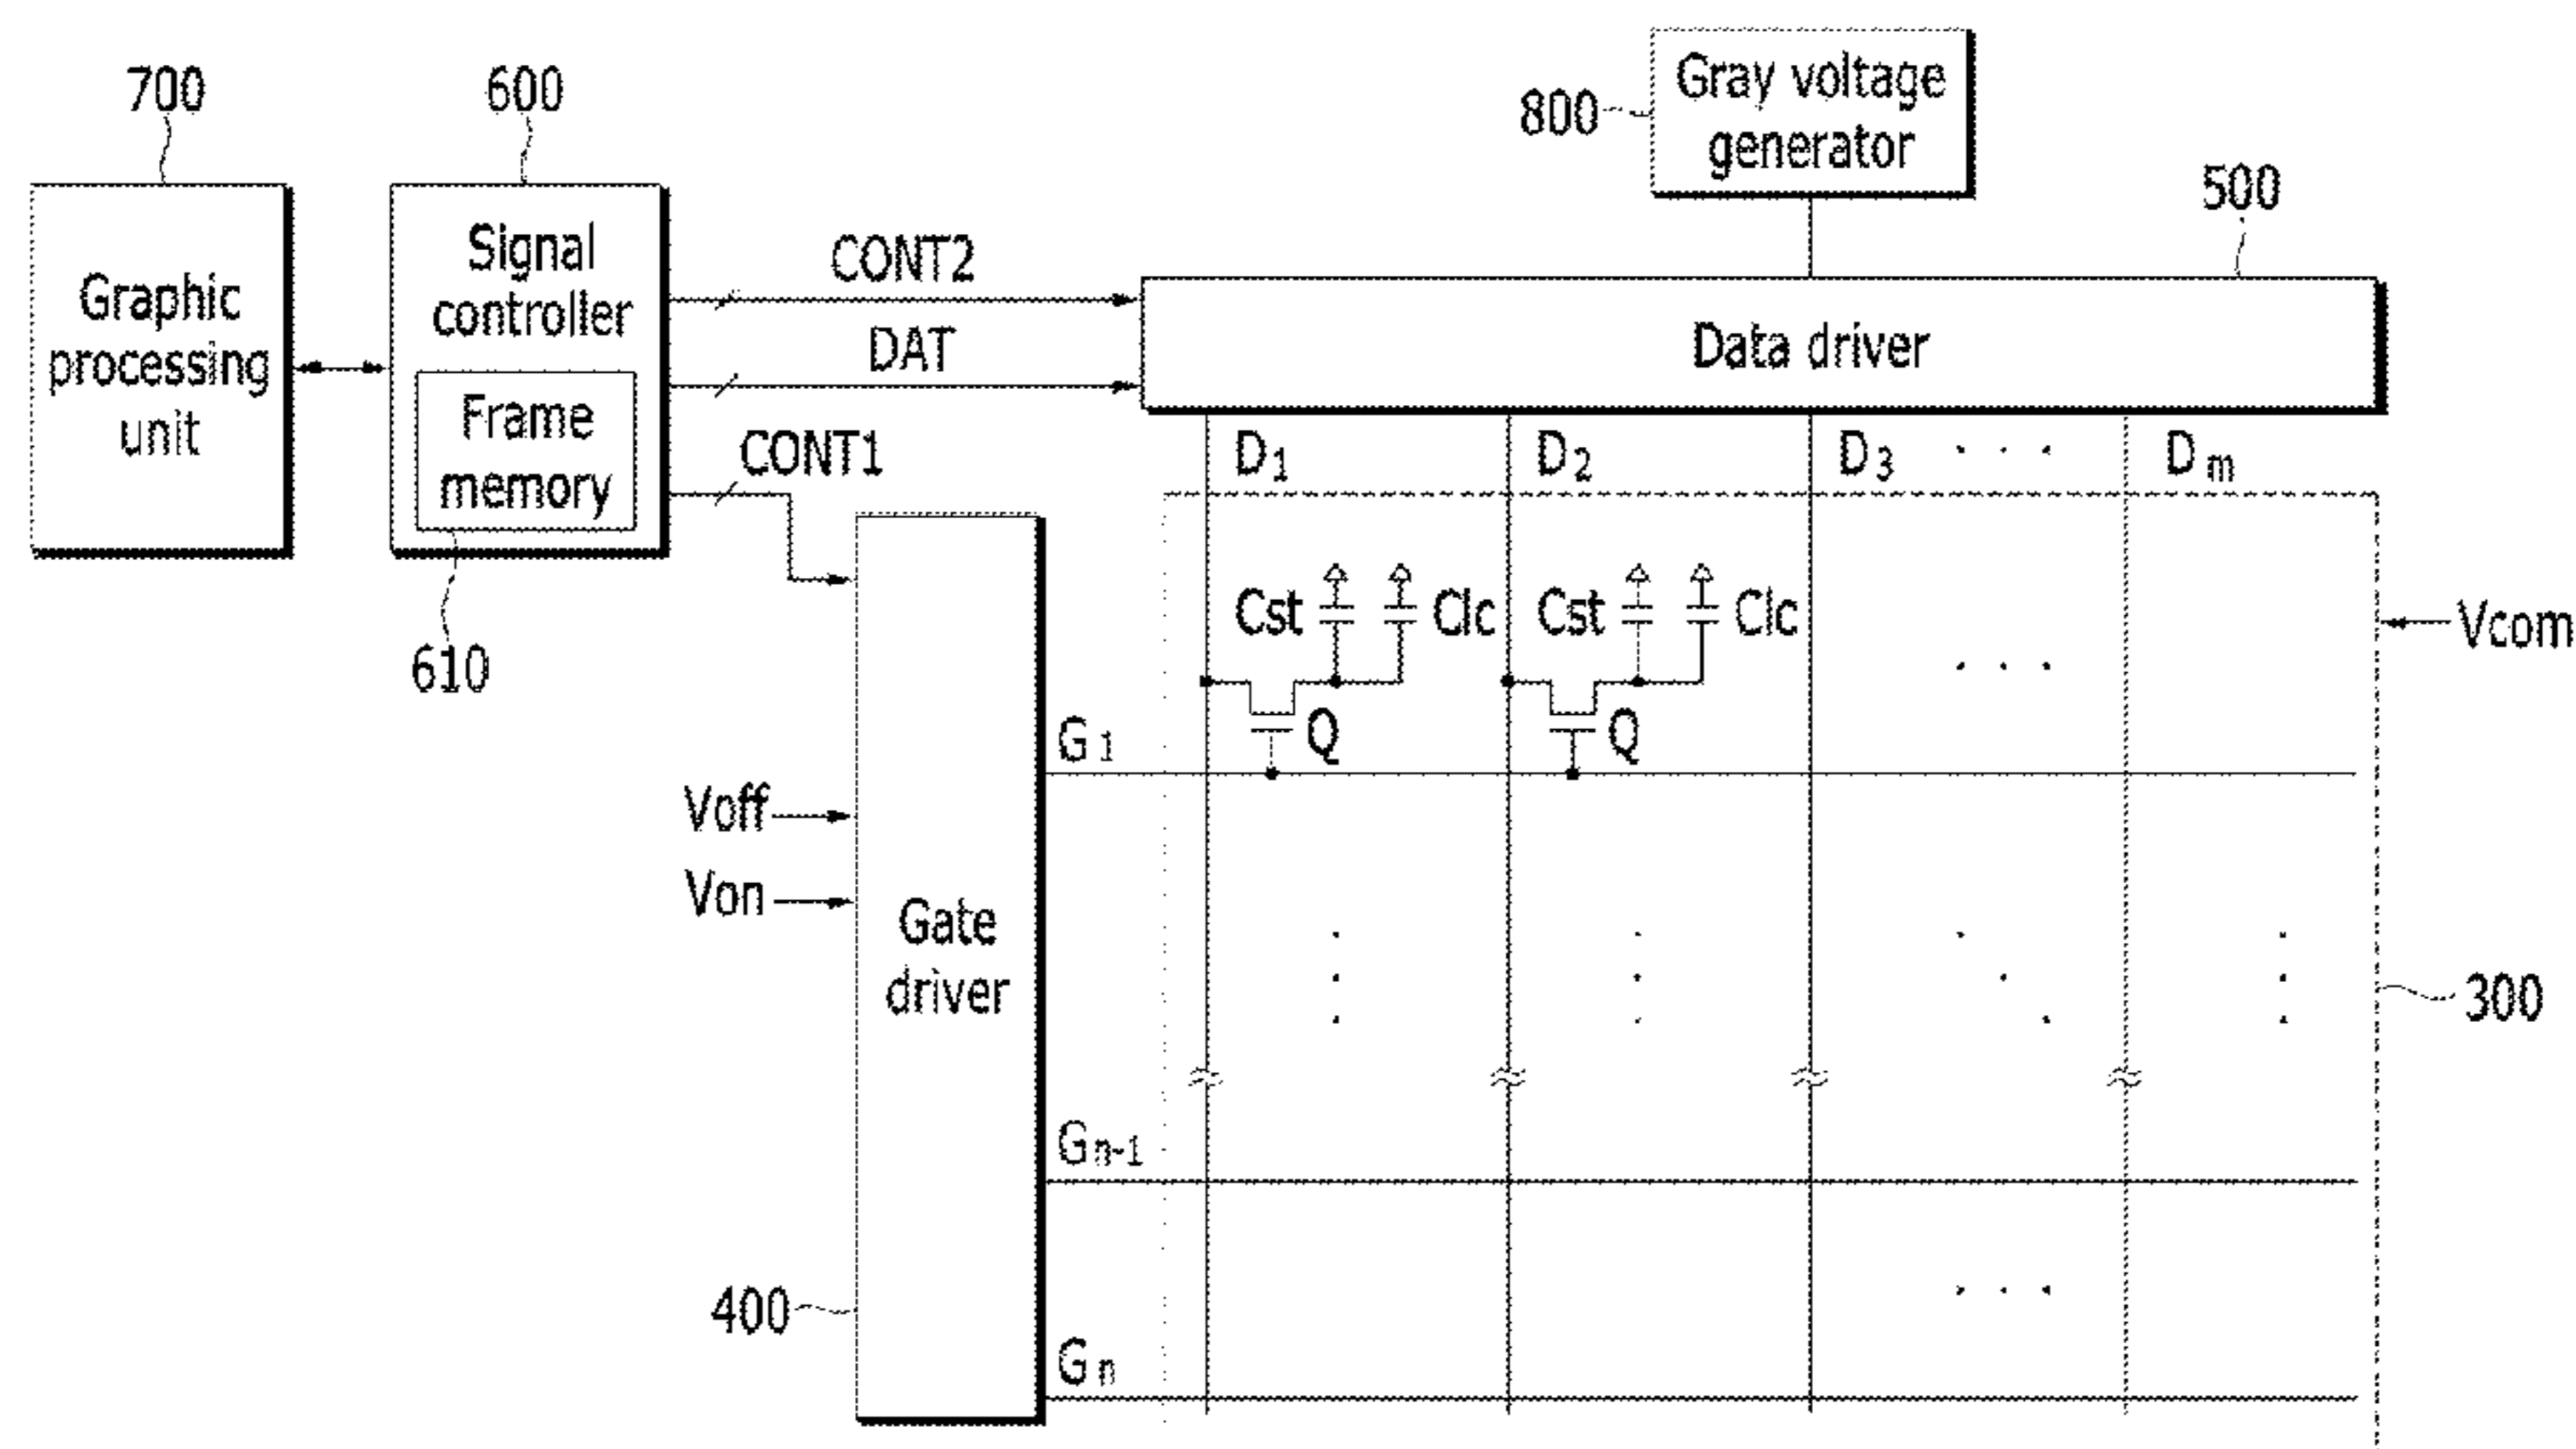 700
600
800
Gray voltage
generator
500
Graphic
processing
unit
Signal
controller
Frame
memory
610
CONT2
DAT
CONT1
Data driver
D1
D2
D3
. . .
Dm
Cst
Clc
Cst
Clc
Q
Q
Vcom
G1
Voff
Von
Gate
driver
300
Gn-1
400
Gn